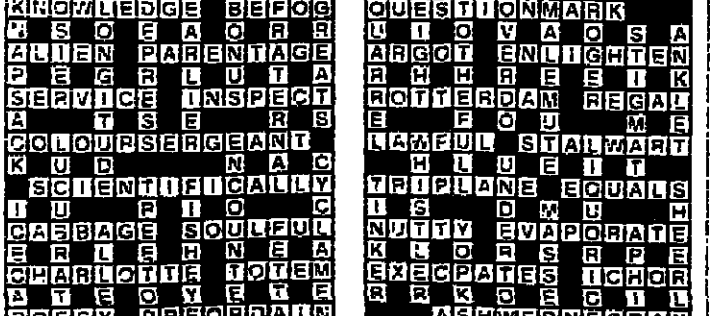 KNOWLEDGE BEFOG
N S O E A O R R
ALIEN PARENTAGE
P E G R L U T A
SERVICE INSPECT
A T S E R S
COLOURSERGEANT
K U D N A C
SCIENTIFICALLY
I U R I O C
CABBAGE SOULFUL
E R L E H N E A
CHARLOTTE TOTEM
A T E O Y E T E
QUESTIONMARK
U I O V A O S A
ARGOT ENLIGHTEN
R H H R E E I K
ROTTERDAM REGAL
E F O U M E
LAWFUL STALWART
H L U E I T
TRIPLANE EQUALS
I S D M U H
NUTTY EVAPORATE
K L O R S R P E
EXECRATES ICHOR
R R K O E C I L